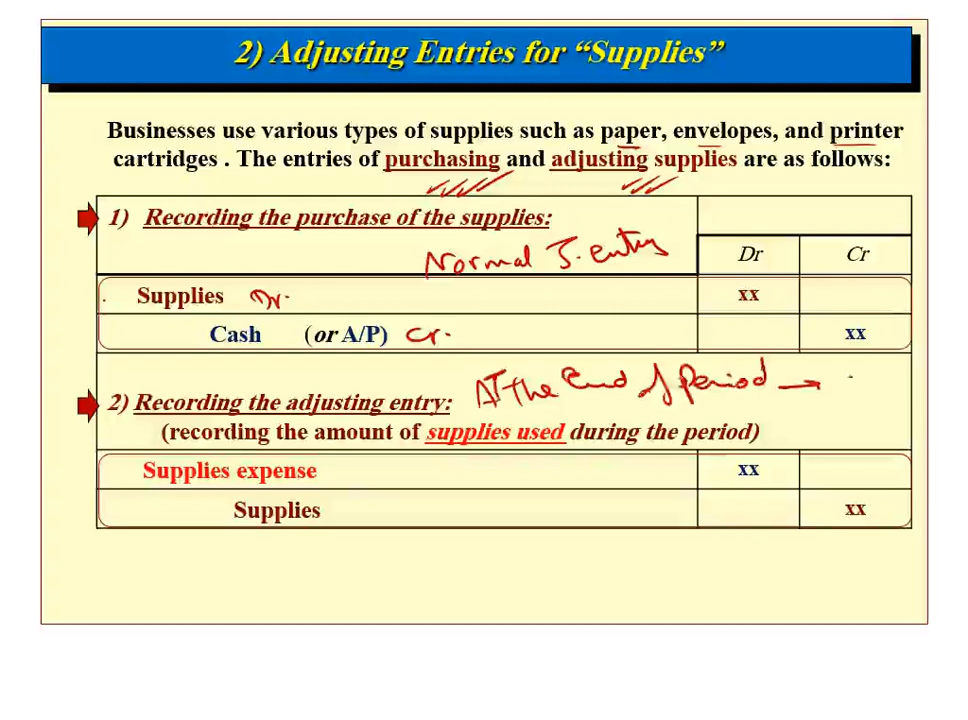 2) Adjusting Entries for “Supplies”
Businesses use various types of supplies such as paper, envelopes, and printer
cartridges . The entries of purchasing and adjusting supplies are as follows:
1) Recording the purchase of the supplies:
Normal J. entry
Dr Cr
Supplies Dr. xx
Cash (or A/P) Cr. xx
At the End of period
2) Recording the adjusting entry:
(recording the amount of supplies used during the period)
Supplies expense xx
Supplies xx